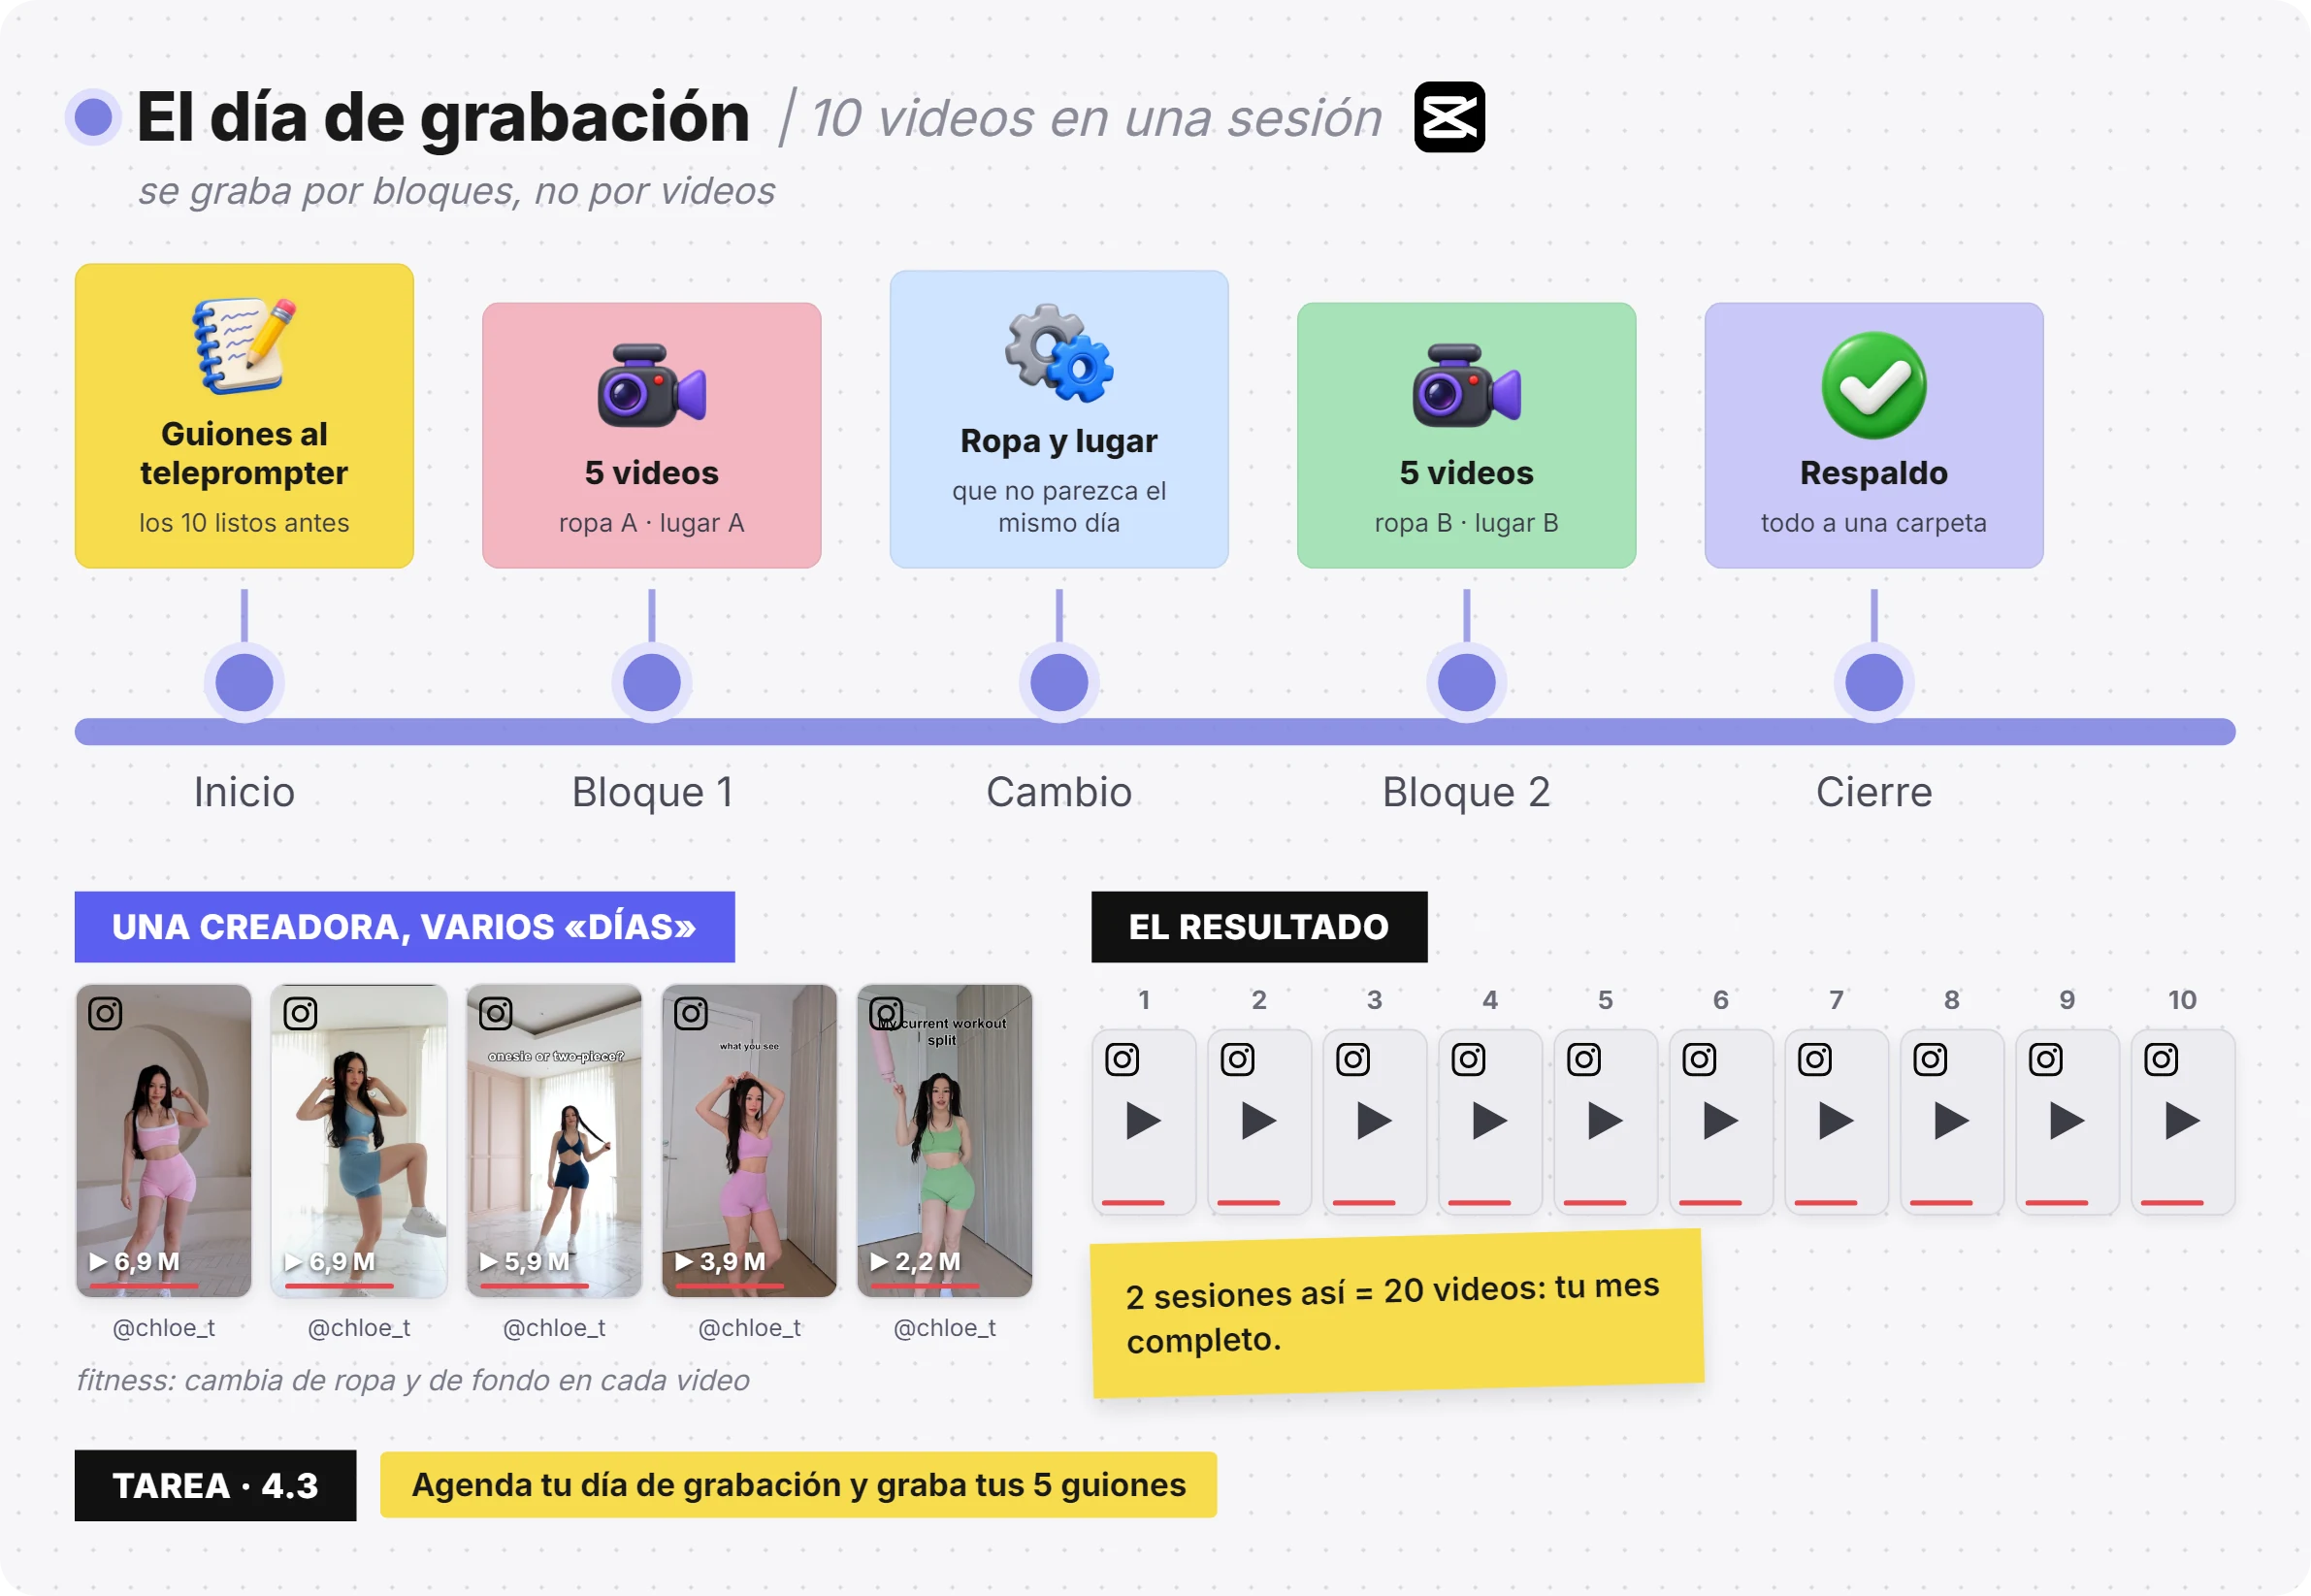 El día de grabación / 10 videos en una sesión
se graba por bloques, no por videos
Guiones al
teleprompter
los 10 listos antes
5 videos
ropa A · lugar A
Ropa y lugar
que no parezca el
mismo día
5 videos
ropa B · lugar B
Respaldo
todo a una carpeta
Inicio
Bloque 1
Cambio
Bloque 2
Cierre
UNA CREADORA, VARIOS «DÍAS»
onesie or two-piece?
what you see
My current workout
split
6,9 M
6,9 M
5,9 M
3,9 M
2,2 M
@chloe_t
@chloe_t
@chloe_t
@chloe_t
@chloe_t
fitness: cambia de ropa y de fondo en cada video
EL RESULTADO
1 2 3 4 5 6 7 8 9 10
2 sesiones así = 20 videos: tu mes
completo.
TAREA · 4.3
Agenda tu día de grabación y graba tus 5 guiones